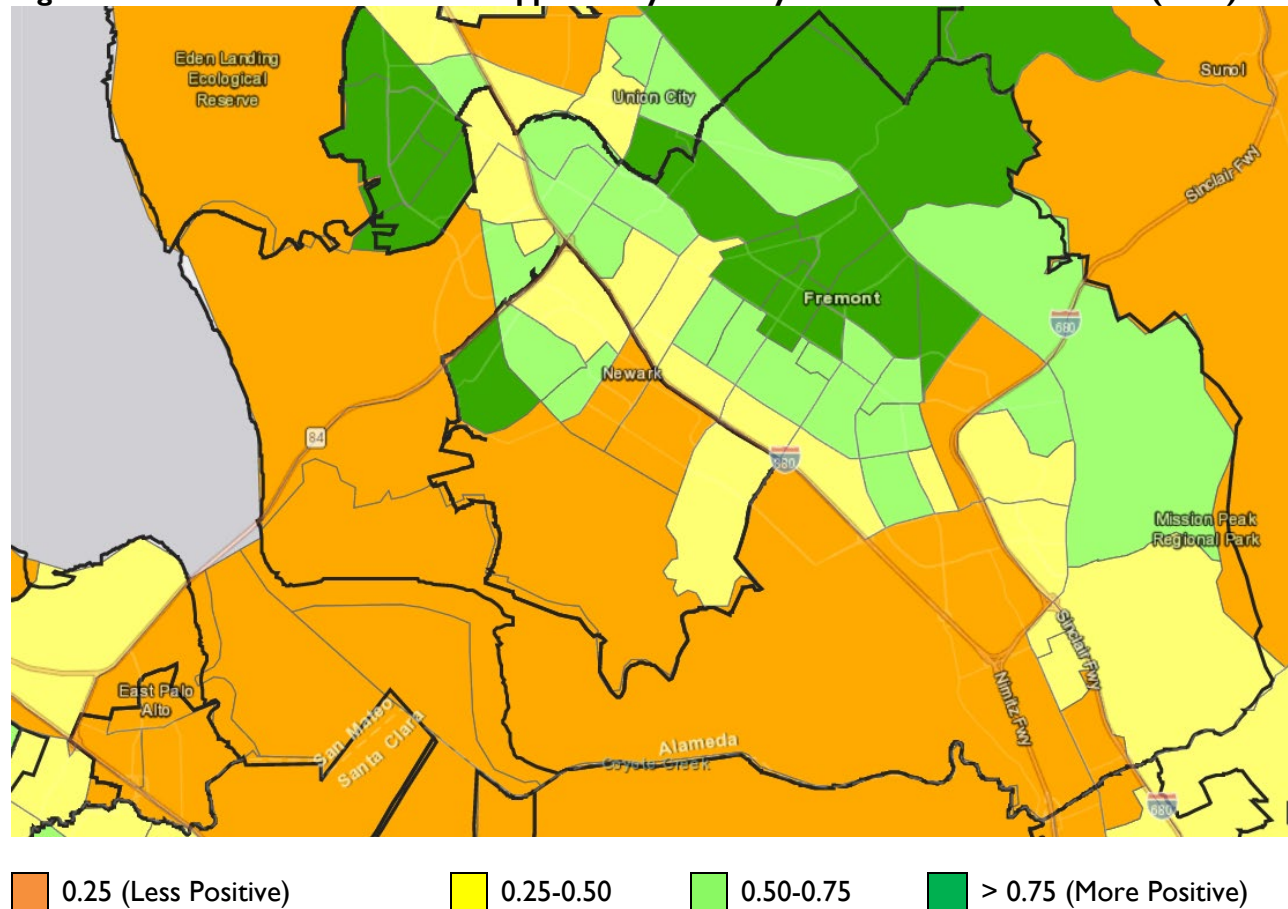 Eden Landing
Ecological
Reserve
Union City
Sunol
Sinclair Fwy
Fremont
680
Newark
84
880
Mission Peak
Regional Park
Sinclair Fwy
East Palo
Alto
Nimitz Fwy
San Mateo
Santa Clara
Alameda
Coyote Creek
680
0.25 (Less Positive)
0.25-0.50
0.50-0.75
> 0.75 (More Positive)